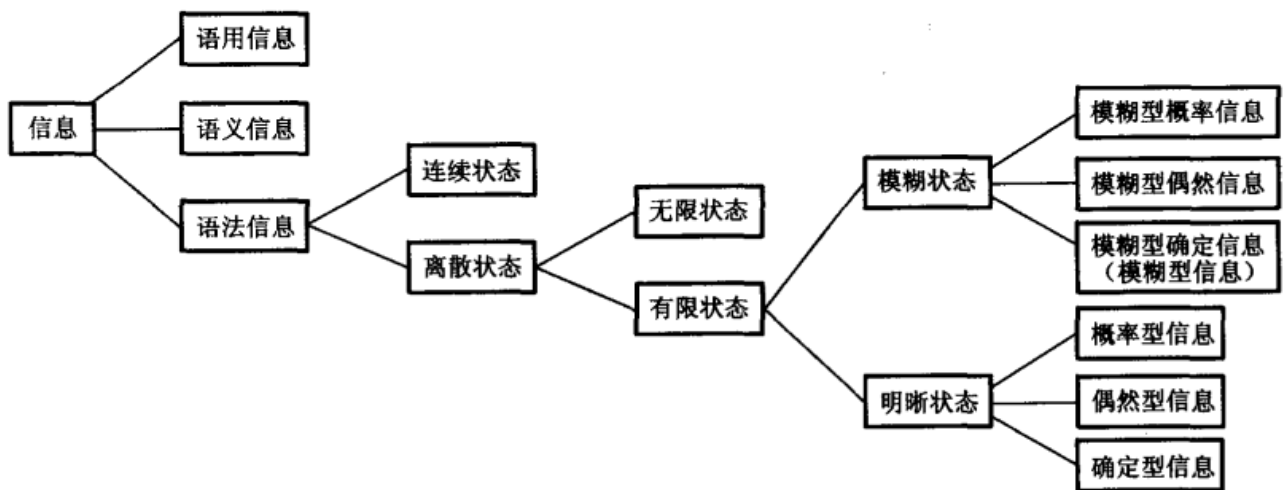 语用信息
信息
语义信息
语法信息
连续状态
离散状态
无限状态
有限状态
模糊状态
明晰状态
模糊型概率信息
模糊型偶然信息
模糊型确定信息
（模糊型信息）
概率型信息
偶然型信息
确定型信息